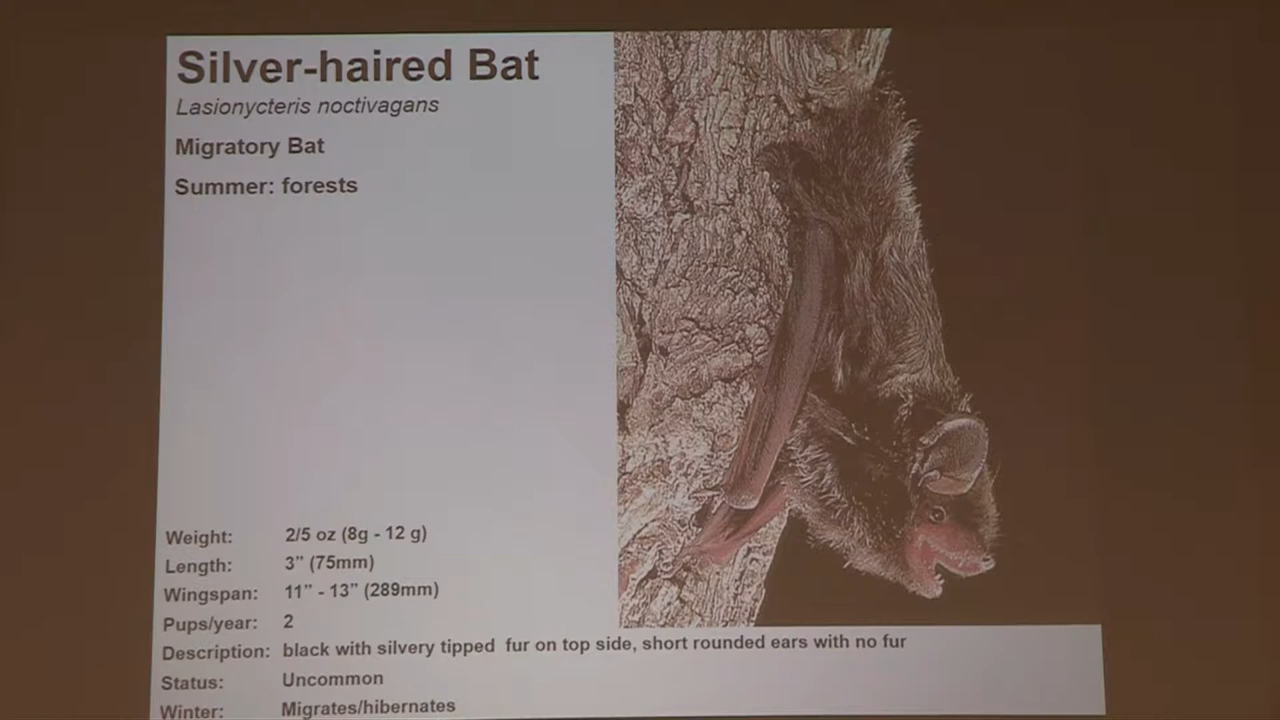 Silver-haired Bat
Lasionycteris noctivagans
Migratory Bat
Summer: forests
Weight: 2/5 oz (8g - 12 g)
Length: 3” (75mm)
Wingspan: 11” - 13” (289mm)
Pups/year: 2
Description: black with silvery tipped fur on top side, short rounded ears with no fur
Status: Uncommon
Winter: Migrates/hibernates